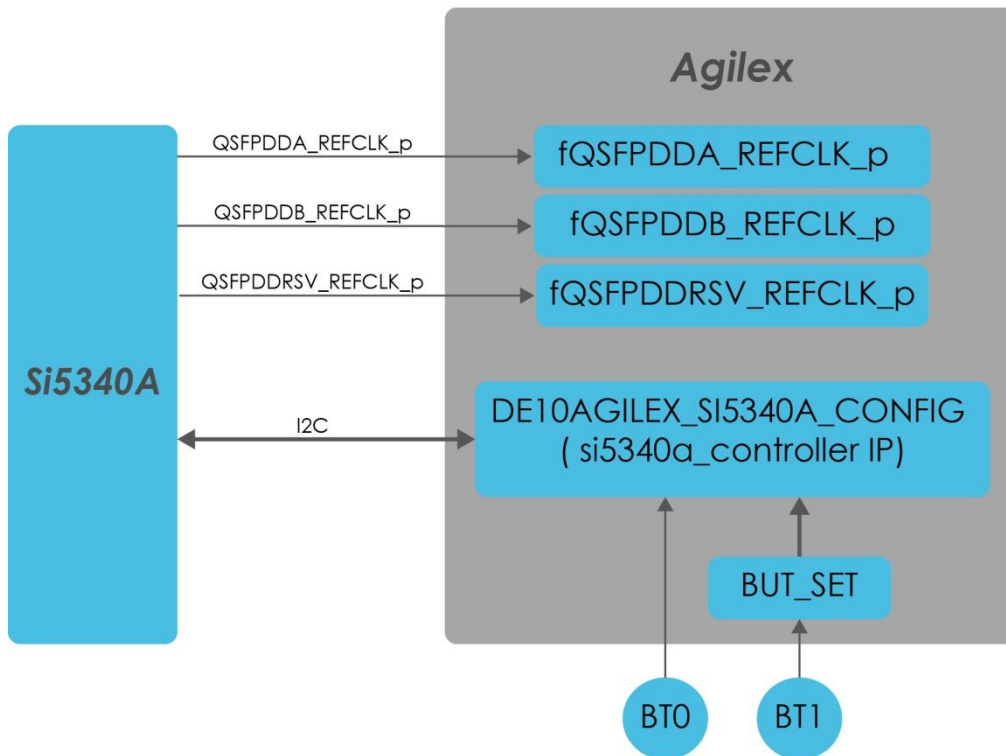 Agilex
QSFPDDA_REFCLK_p
fQSFPDDA_REFCLK_p
QSFPDDB_REFCLK_p
fQSFPDDB_REFCLK_p
QSFPDDRSV_REFCLK_p
fQSFPDDRSV_REFCLK_p
Si5340A
I2C
DE10AGILEX_SI5340A_CONFIG
( si5340a_controller IP)
BUT_SET
BT0
BT1